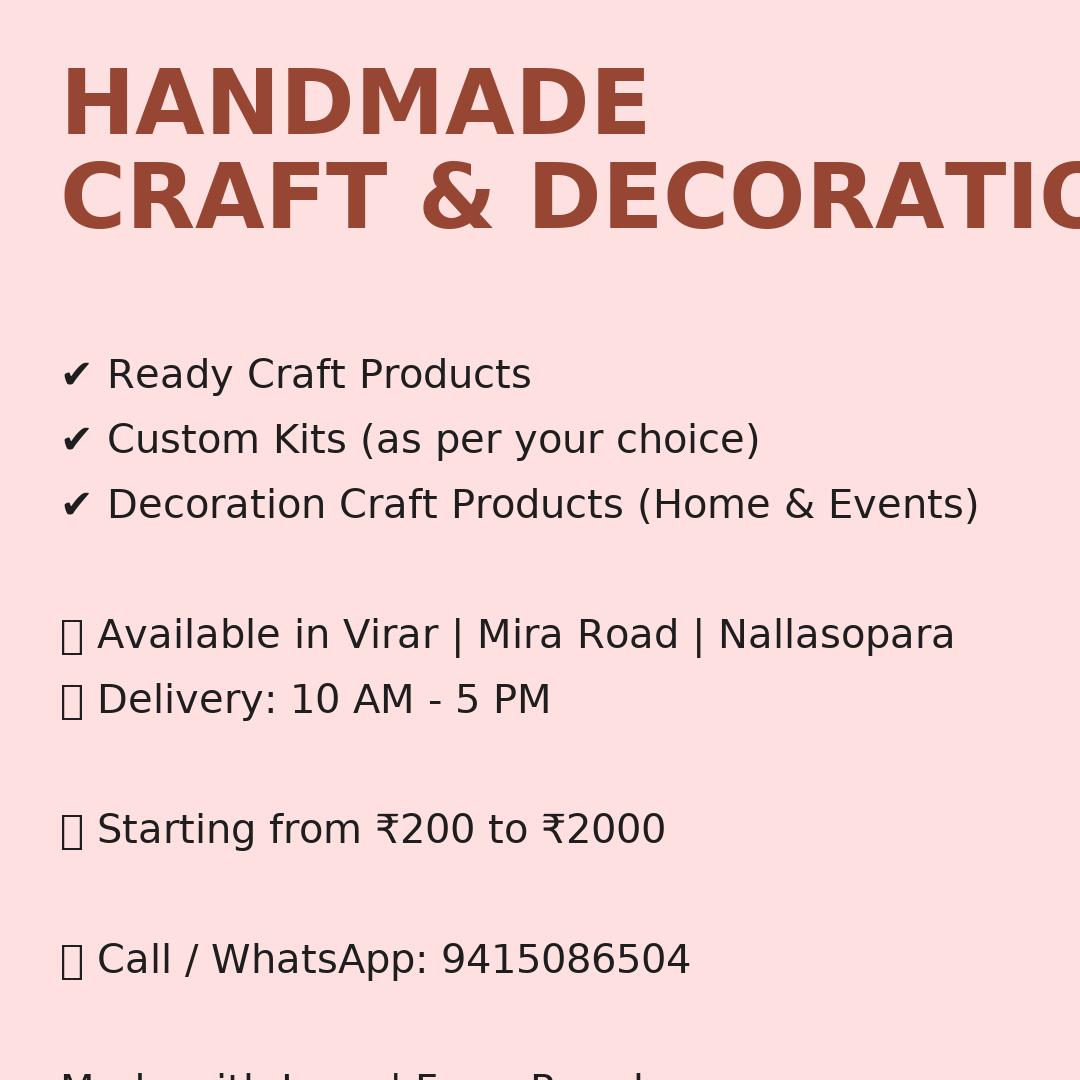 HANDMADE
CRAFT & DECORATIO
✔ Ready Craft Products
✔ Custom Kits (as per your choice)
✔ Decoration Craft Products (Home & Events)
Available in Virar | Mira Road | Nallasopara
Delivery: 10 AM - 5 PM
Starting from ₹200 to ₹2000
Call / WhatsApp: 9415086504